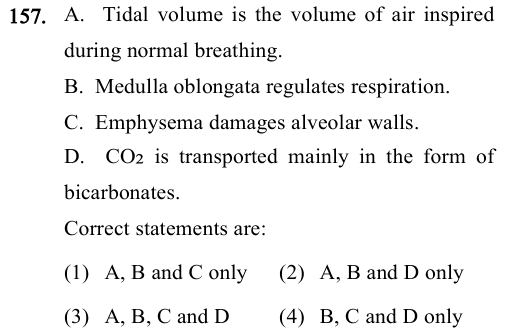 157. A. Tidal volume is the volume of air inspired
during normal breathing.
B. Medulla oblongata regulates respiration.
C. Emphysema damages alveolar walls.
D. CO2 is transported mainly in the form of
bicarbonates.
Correct statements are:
(1) A, B and C only (2) A, B and D only
(3) A, B, C and D (4) B, C and D only